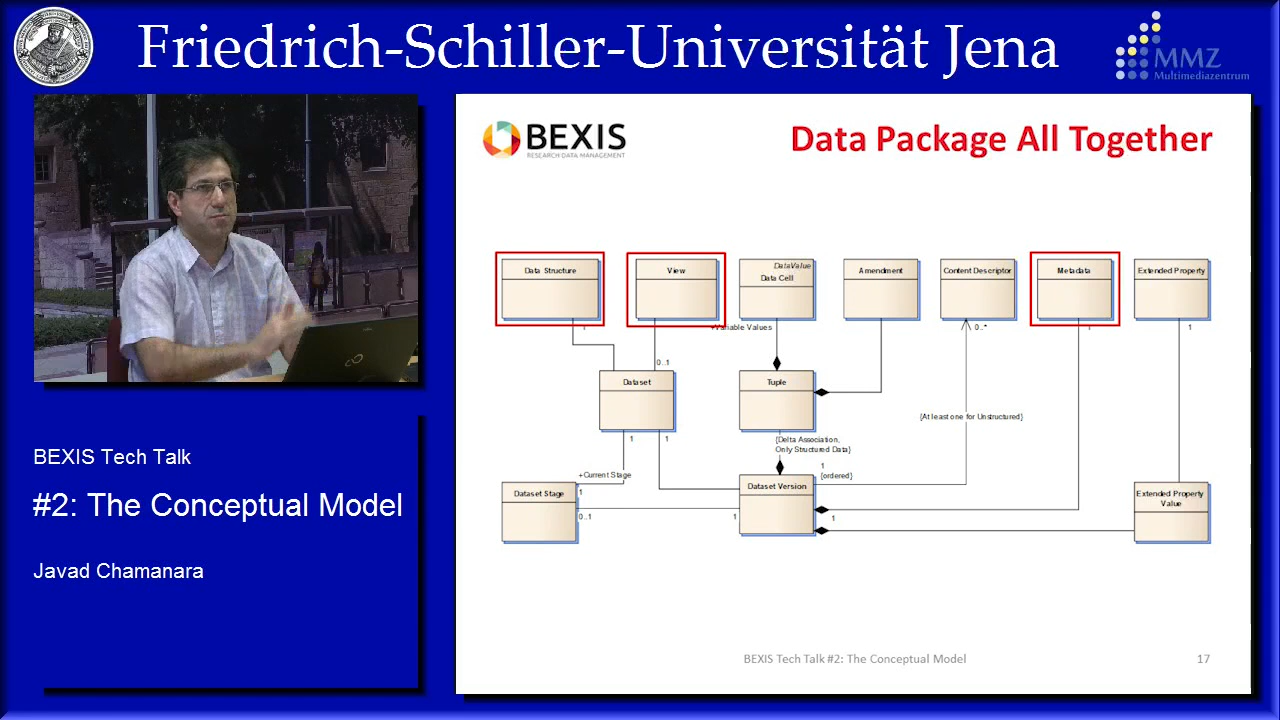 Friedrich-Schiller-Universität Jena
MMZ
Multimediazentrum
BEXIS
RESEARCH DATA MANAGEMENT
Data Package All Together
Data Structure
View
DataValue
Data Cell
Amendment
Content Descriptor
Metadata
Extended Property
1
+Variable Values
0..*
1
1
0..1
Dataset
Tuple
{At least one for Unstructured}
1
1
{Delta Association,
Only Structured Data}
+Current Stage
1
{ordered}
Dataset Stage
1
Dataset Version
Extended Property
Value
0..1
1
1
BEXIS Tech Talk
#2: The Conceptual Model
Javad Chamanara
BEXIS Tech Talk #2: The Conceptual Model
17